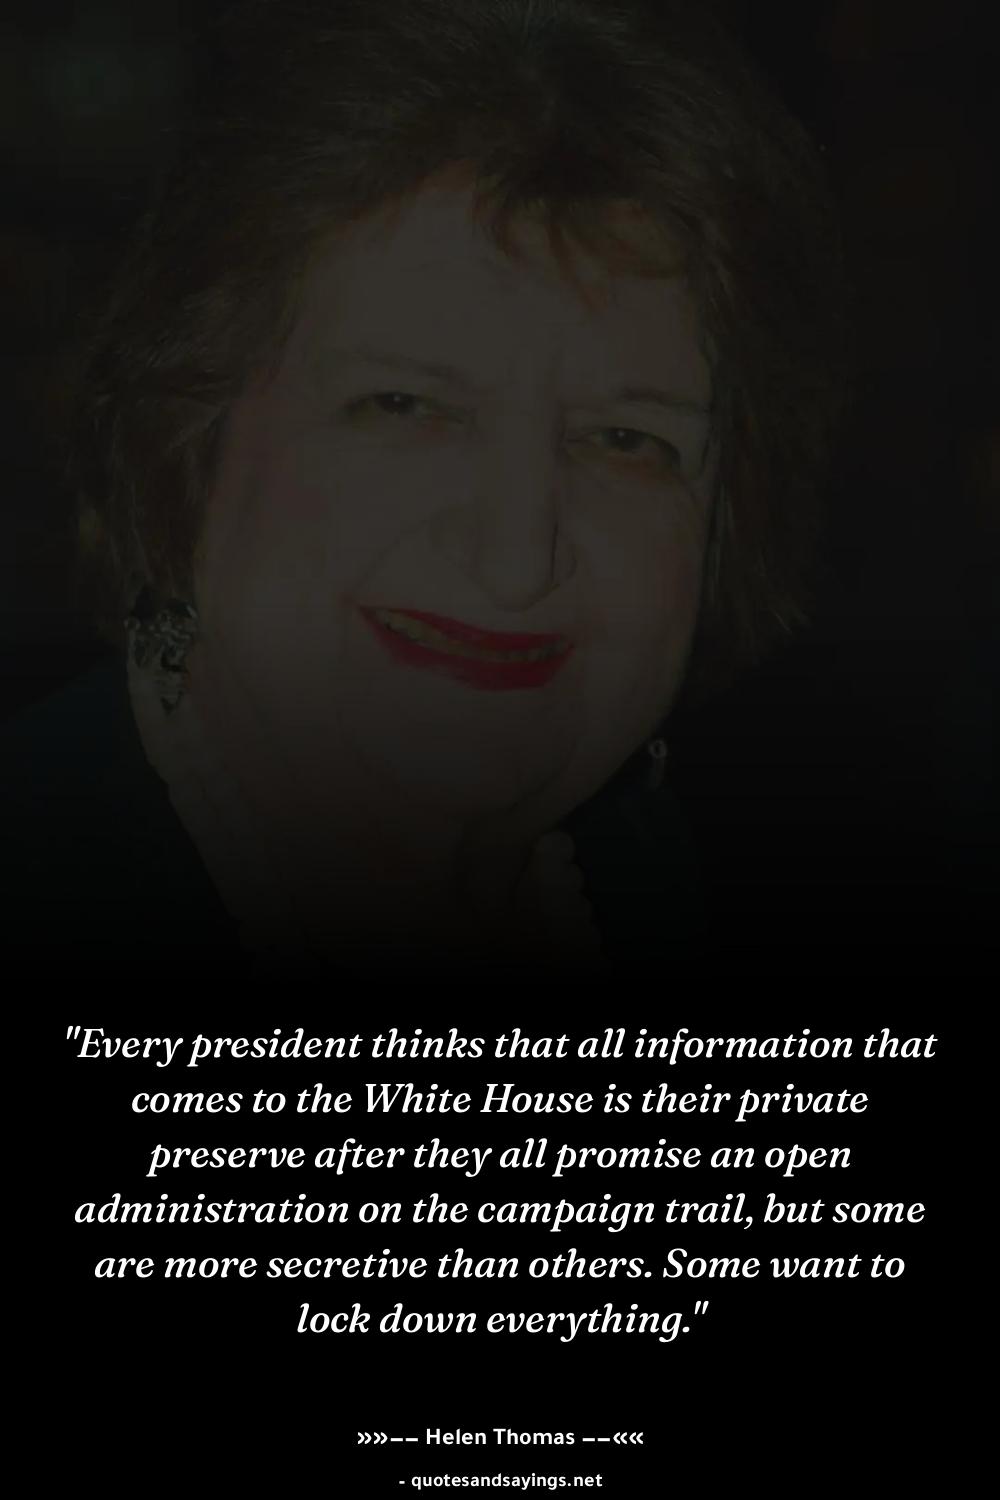 "Every president thinks that all information that
comes to the White House is their private
preserve after they all promise an open
administration on the campaign trail, but some
are more secretive than others. Some want to
lock down everything."
»»−− Helen Thomas −−««
- quotesandsayings.net